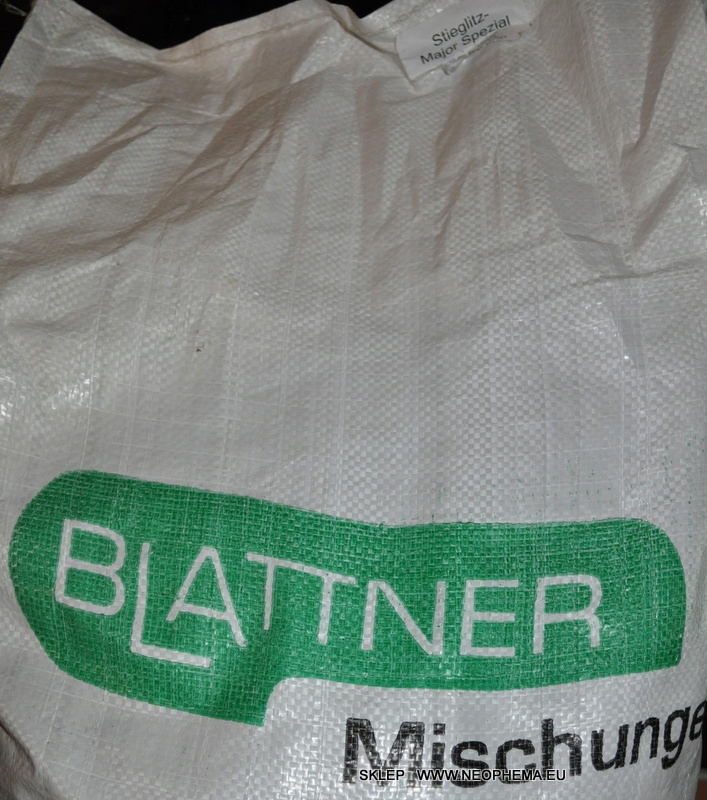 Stieglitz-
Major Spezial
BLATTNER
Mischunge
SKLEP WWW.NEOPHEMA.EU